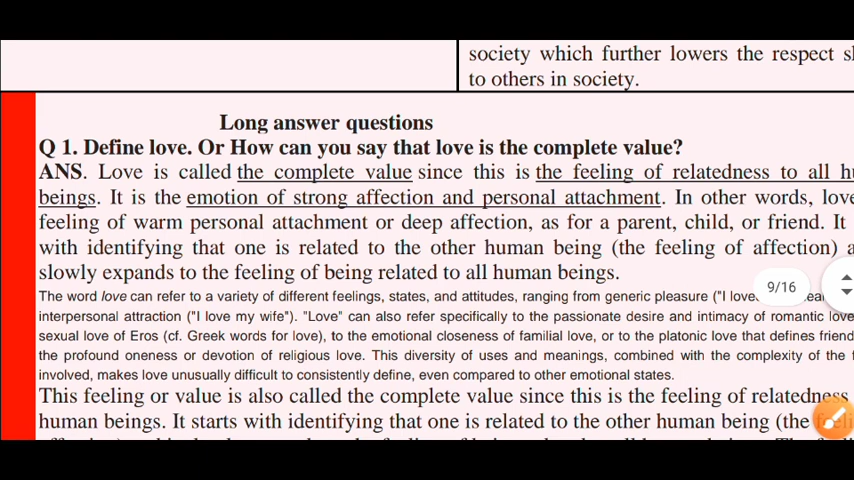 society which further lowers the respect
to others in society.
Long answer questions
Q 1. Define love. Or How can you say that love is the complete value?
ANS. Love is called the complete value since this is the feeling of relatedness to all
beings. It is the emotion of strong affection and personal attachment. In other words, love
feeling of warm personal attachment or deep affection, as for a parent, child, or friend. It
with identifying that one is related to the other human being (the feeling of affection)
slowly expands to the feeling of being related to all human beings.
The word love can refer to a variety of different feelings, states, and attitudes, ranging from generic pleasure ("I love
9/16
interpersonal attraction ("I love my wife"). "Love" can also refer specifically to the passionate desire and intimacy of romantic love
sexual love of Eros (cf. Greek words for love), to the emotional closeness of familial love, or to the platonic love that defines
the profound oneness or devotion of religious love. This diversity of uses and meanings, combined with the complexity of the
involved, makes love unusually difficult to consistently define, even compared to other emotional states.
This feeling or value is also called the complete value since this is the feeling of relatedness
human beings. It starts with identifying that one is related to the other human being (the